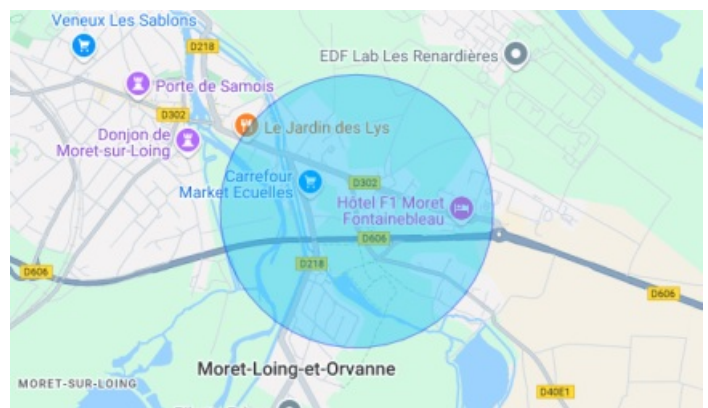 Veneux Les Sablons
D218
EDF Lab Les Renardières
Porte de Samois
D302
Le Jardin des Lys
Donjon de
Moret-sur-Loing
Carrefour
Market Ecuelles
D302
Hôtel F1 Moret
Fontainebleau
D606
D218
D606
D606
Moret-Loing-et-Orvanne
MORET-SUR-LOING
D40E1